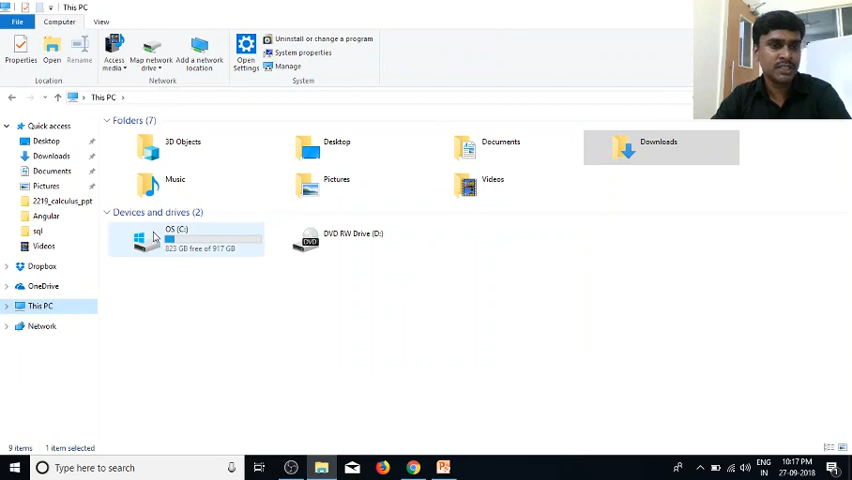 This PC
File Computer View
Properties Open Rename Access media Map network drive Add a network location Open Settings Uninstall or change a program
System properties
Manage
Location Network System
This PC
Quick access
Desktop
Downloads
Documents
Pictures
2219_calculus_ppt
Angular
sql
Videos
Dropbox
OneDrive
This PC
Network
Folders (7)
3D Objects Desktop Documents Downloads
Music Pictures Videos
Devices and drives (2)
OS (C:)
823 GB free of 917 GB
DVD RW Drive (D:)
DVD
9 items 1 item selected
Type here to search
ENG
IN
10:17 PM
27-09-2018